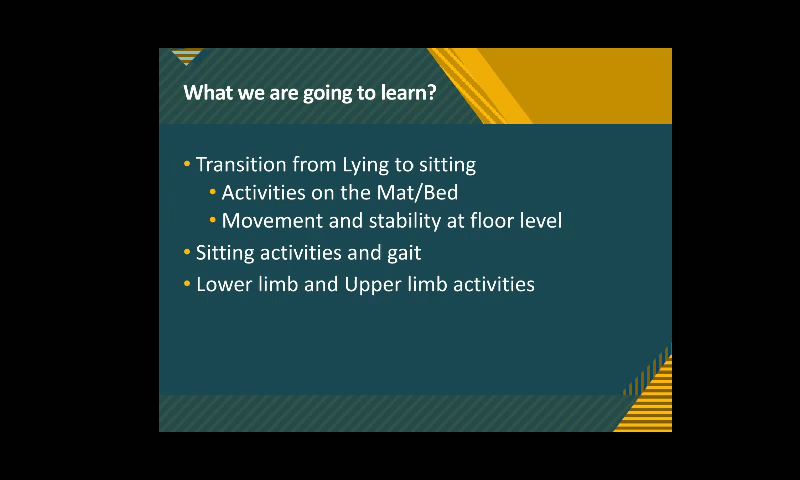 What we are going to learn?
• Transition from Lying to sitting
• Activities on the Mat/Bed
• Movement and stability at floor level
• Sitting activities and gait
• Lower limb and Upper limb activities